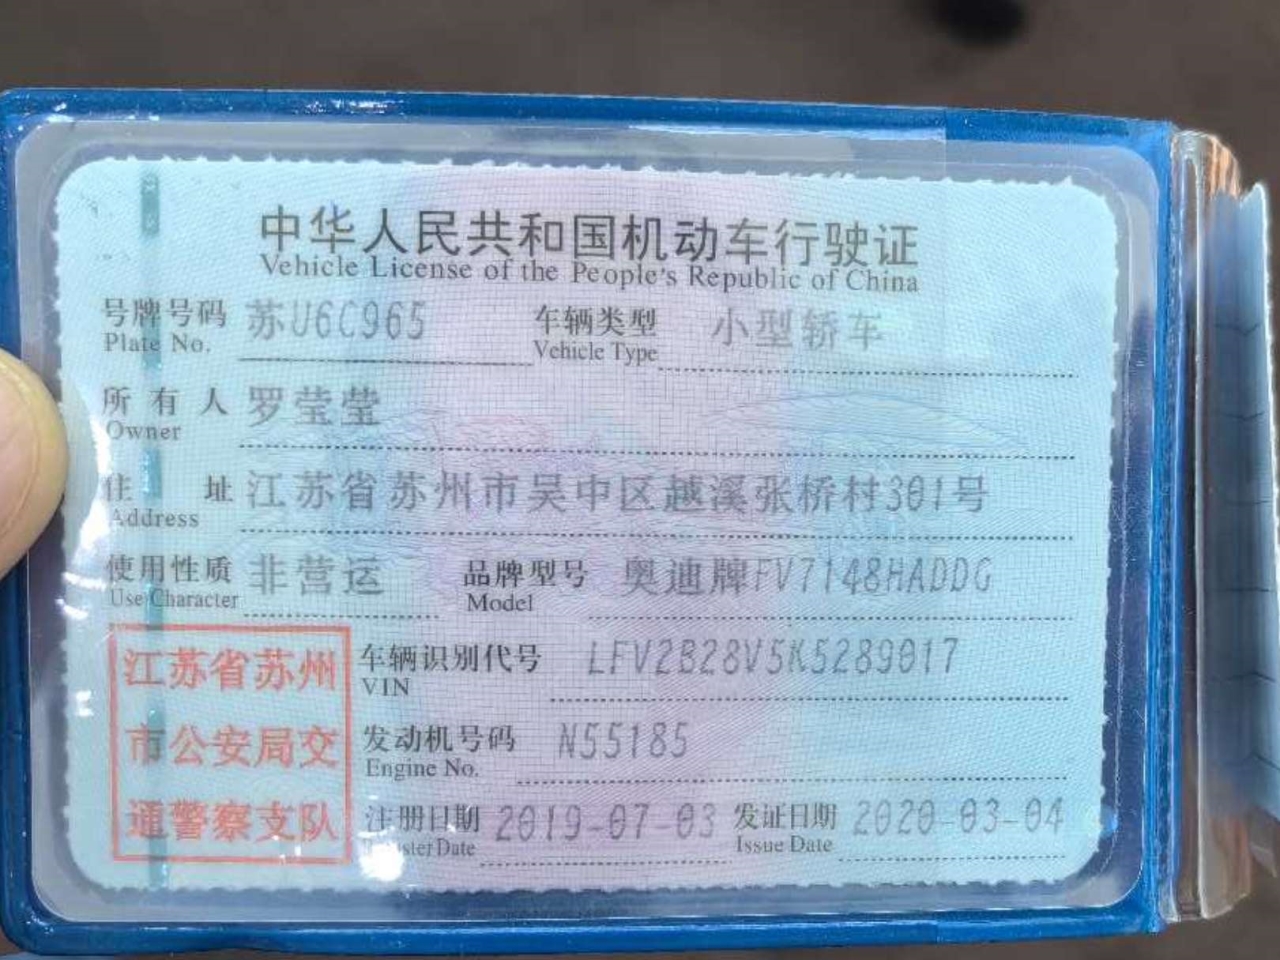 中华人民共和国机动车行驶证
Vehicle License of the People's Republic of China
号牌号码 苏U6C965 车辆类型 小型轿车
Plate No. Vehicle Type
所有人 罗莹莹
Owner
住址 江苏省苏州市吴中区越溪张桥村301号
Address
使用性质 非营运 品牌型号 奥迪牌FV7148HADDG
Use Character Model
江苏省苏州 车辆识别代号 LFV2B28V5K5289017
VIN
市公安局交 发动机号码 N55185
Engine No.
通警察支队 注册日期 2019-07-03 发证日期 2020-03-04
Register Date Issue Date